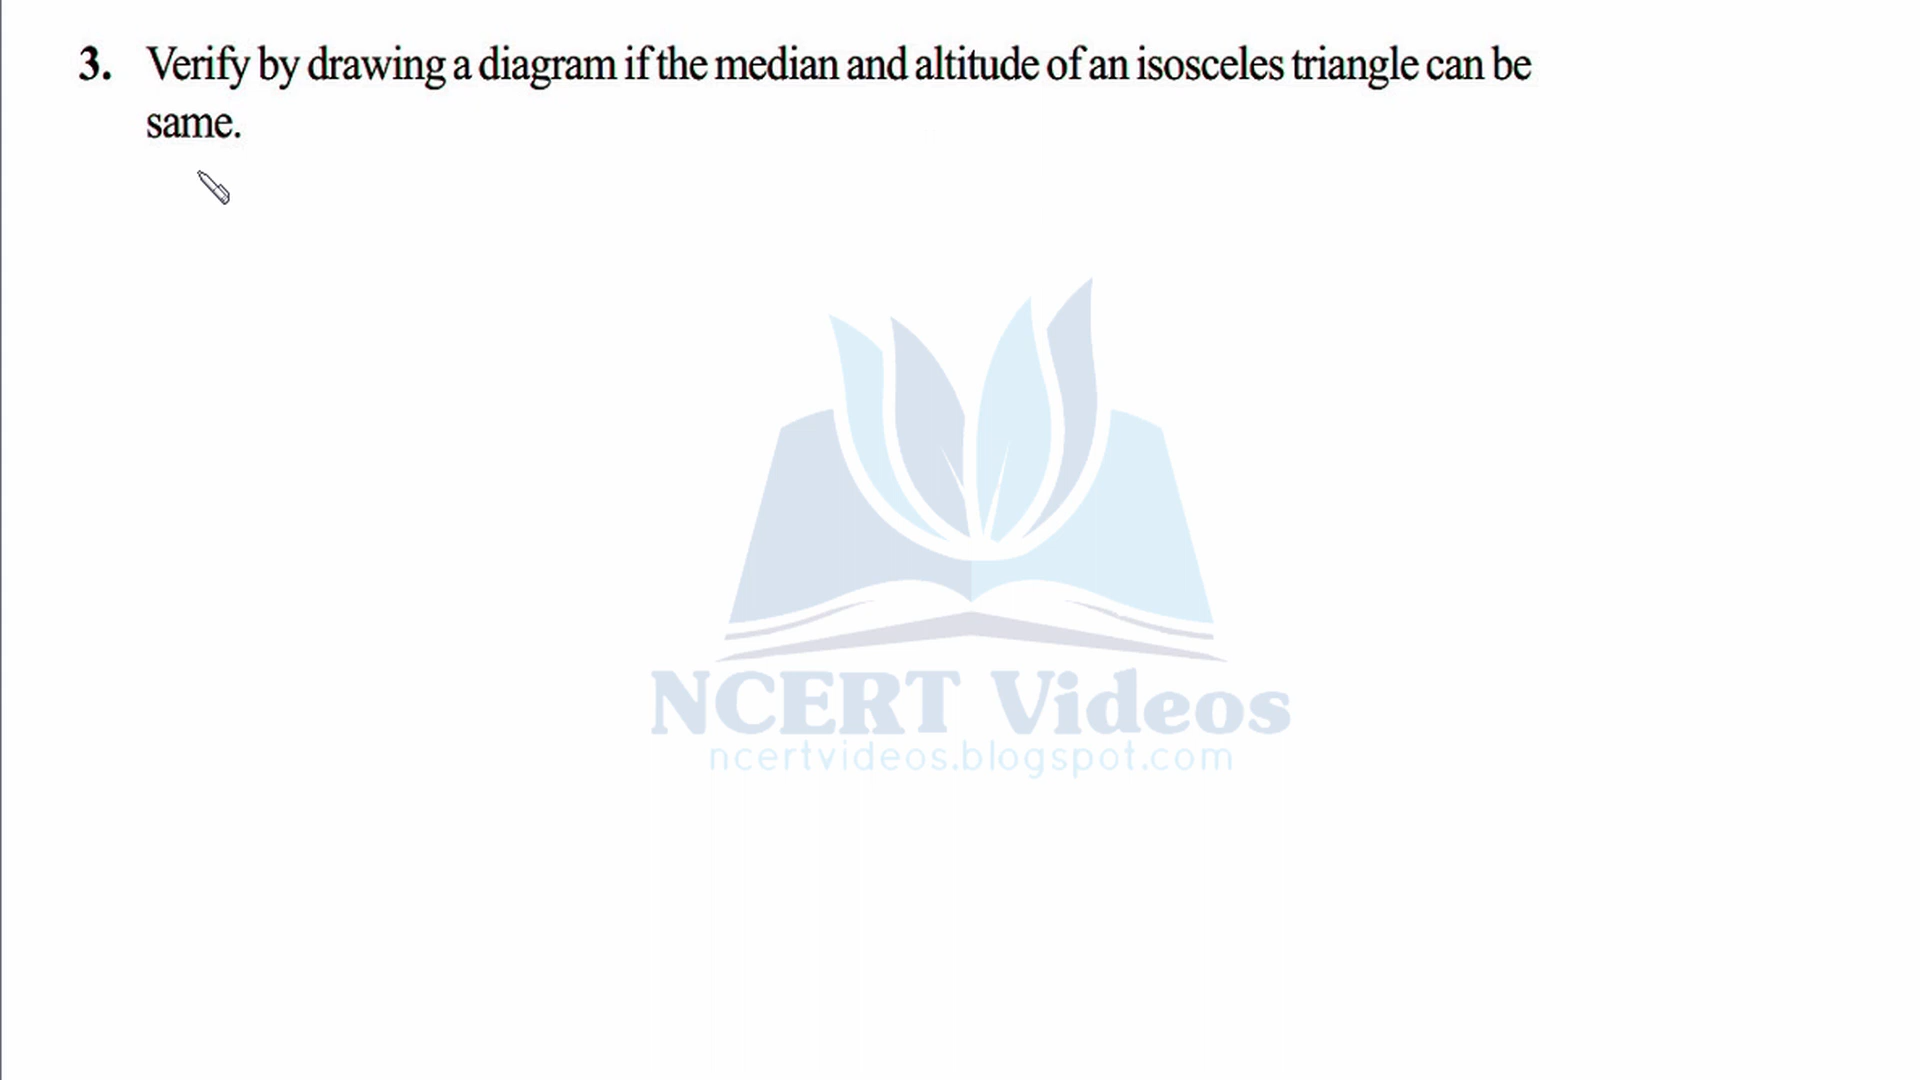 3. Verify by drawing a diagram if the median and altitude of an isosceles triangle can be
same.
NCERT Videos
ncertvideos.blogspot.com